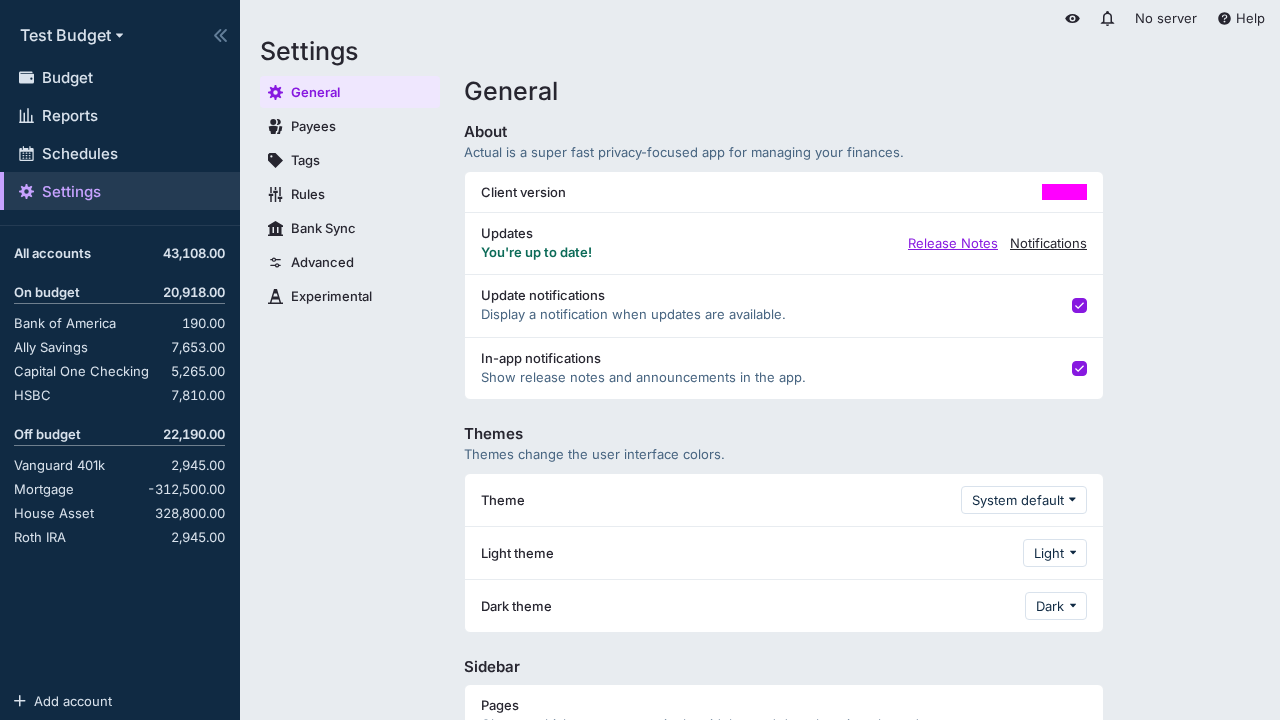 Test Budget
Budget
Reports
Schedules
Settings
All accounts 43,108.00
On budget 20,918.00
Bank of America 190.00
Ally Savings 7,653.00
Capital One Checking 5,265.00
HSBC 7,810.00
Off budget 22,190.00
Vanguard 401k 2,945.00
Mortgage -312,500.00
House Asset 328,800.00
Roth IRA 2,945.00
Add account
No server
Help
Settings
General
Payees
Tags
Rules
Bank Sync
Advanced
Experimental
General
About
Actual is a super fast privacy-focused app for managing your finances.
Client version
Updates
You're up to date!
Release Notes Notifications
Update notifications
Display a notification when updates are available.
In-app notifications
Show release notes and announcements in the app.
Themes
Themes change the user interface colors.
Theme System default
Light theme Light
Dark theme Dark
Sidebar
Pages